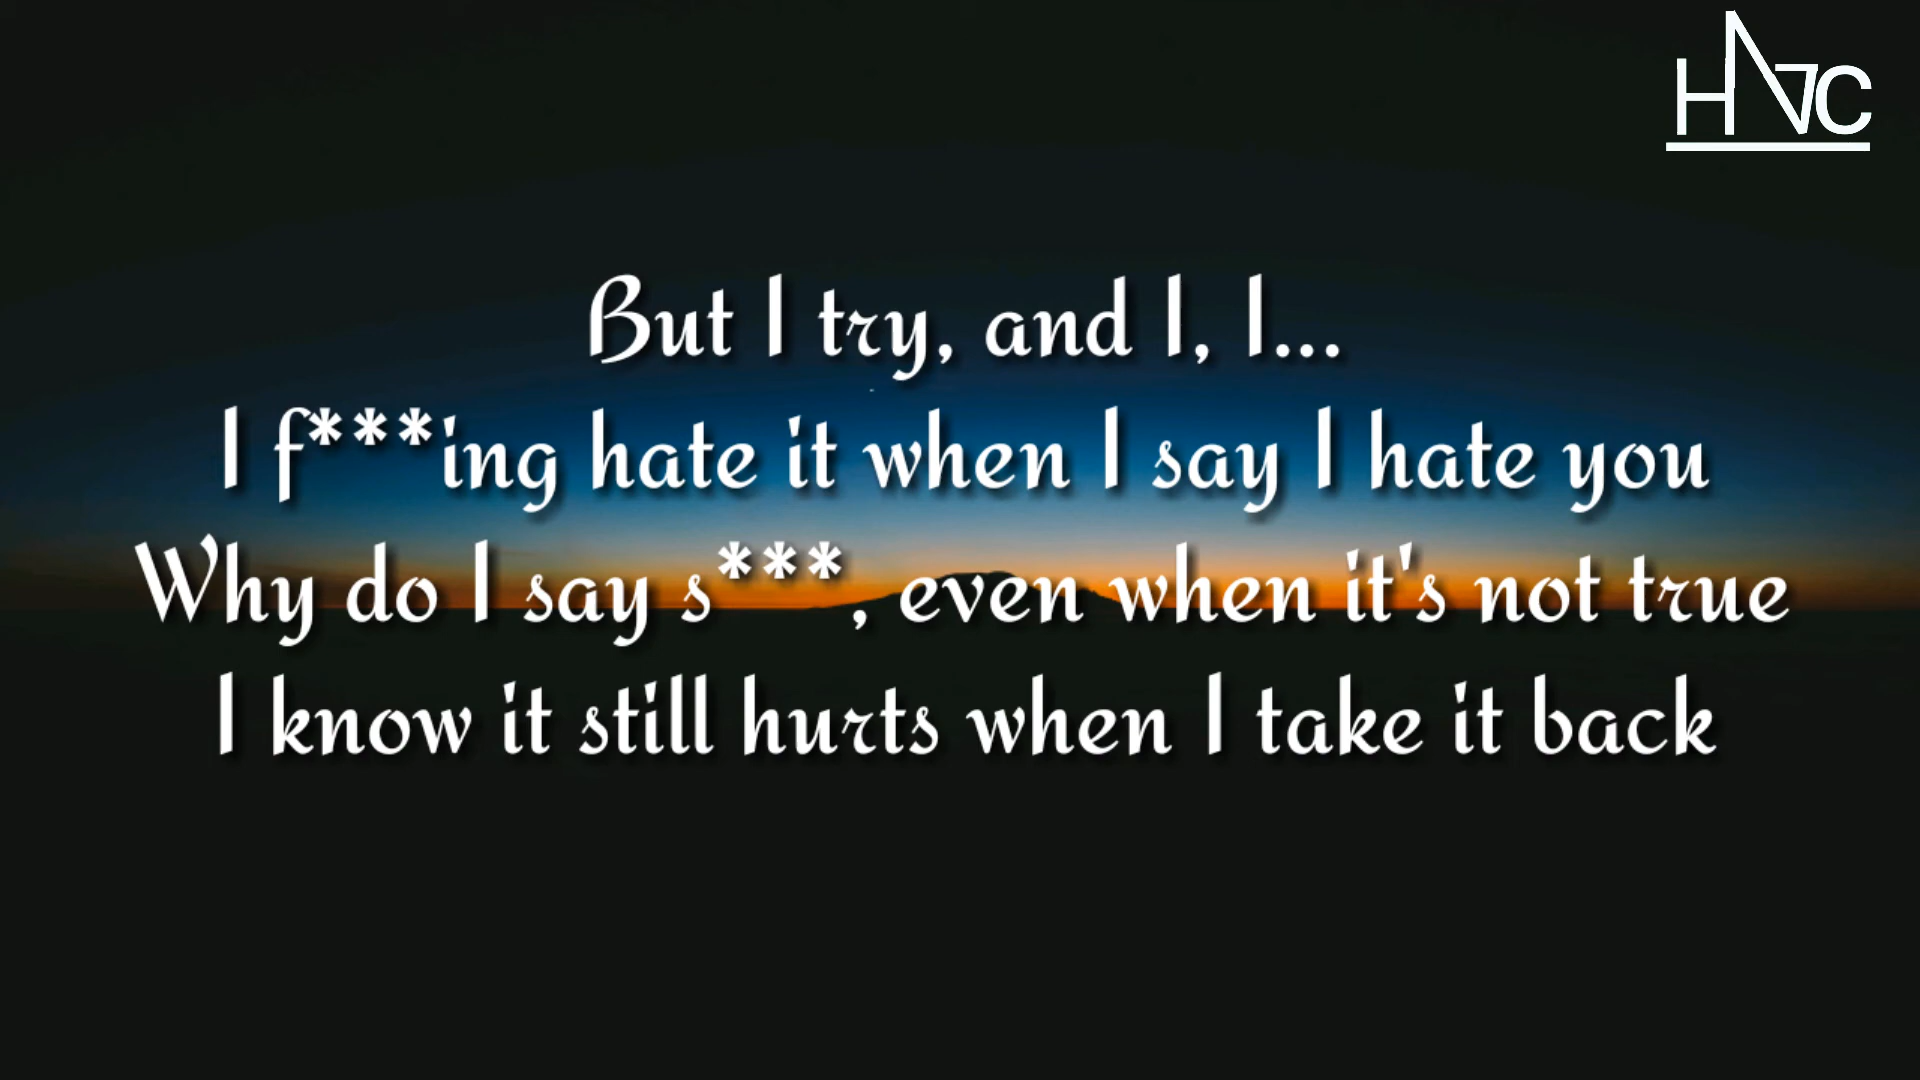 HNC
But I try, and I, I...
I f***ing hate it when I say I hate you
Why do I say s***, even when it's not true
I know it still hurts when I take it back